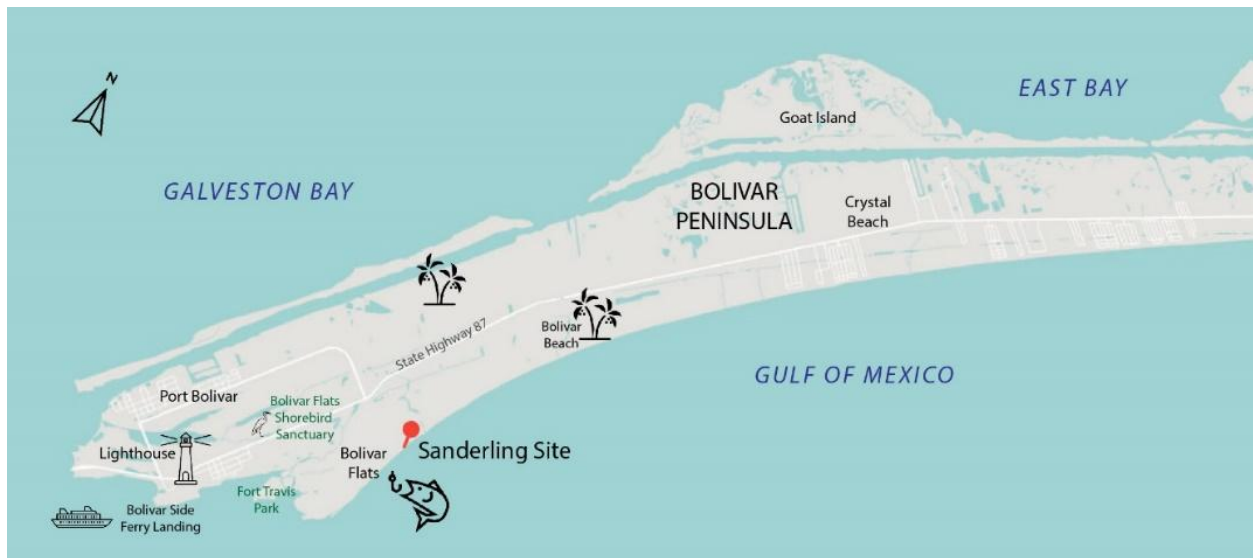 N
EAST BAY
Goat Island
GALVESTON BAY
BOLIVAR
PENINSULA
Crystal
Beach
State Highway 87
Bolivar
Beach
GULF OF MEXICO
Port Bolivar
Bolivar Flats
Shorebird
Sanctuary
Lighthouse
Bolivar
Flats
Sanderling Site
Fort Travis
Park
Bolivar Side
Ferry Landing